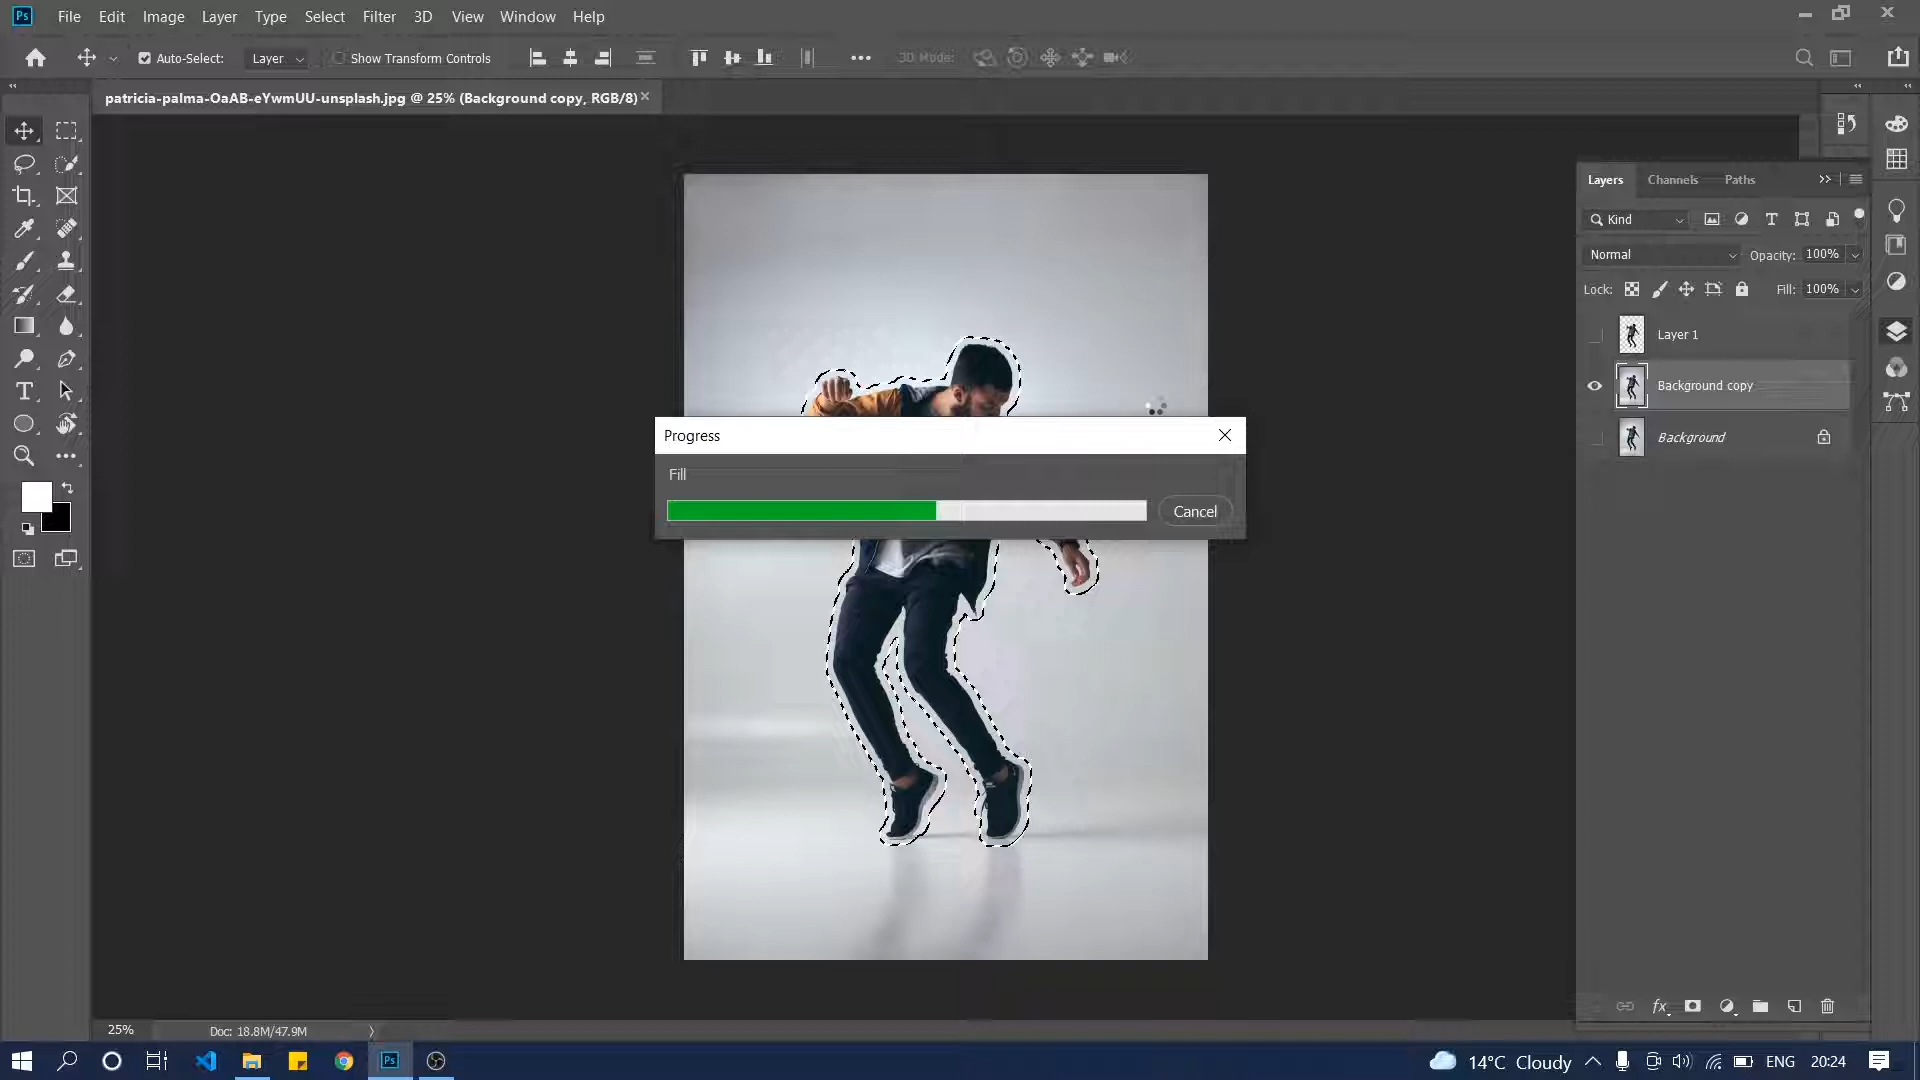 Ps File Edit Image Layer Type Select Filter 3D View Window Help
Auto-Select: Layer Show Transform Controls 3D Mode:
patricia-palma-OaAB-eYwmUU-unsplash.jpg @ 25% (Background copy, RGB/8)
Layers Channels Paths
Kind
Normal Opacity: 100%
Lock: Fill: 100%
Layer 1
Background copy
Background
Progress
Fill
Cancel
fx
25% Doc: 18.8M/47.9M
Ps 14°C Cloudy ENG 20:24